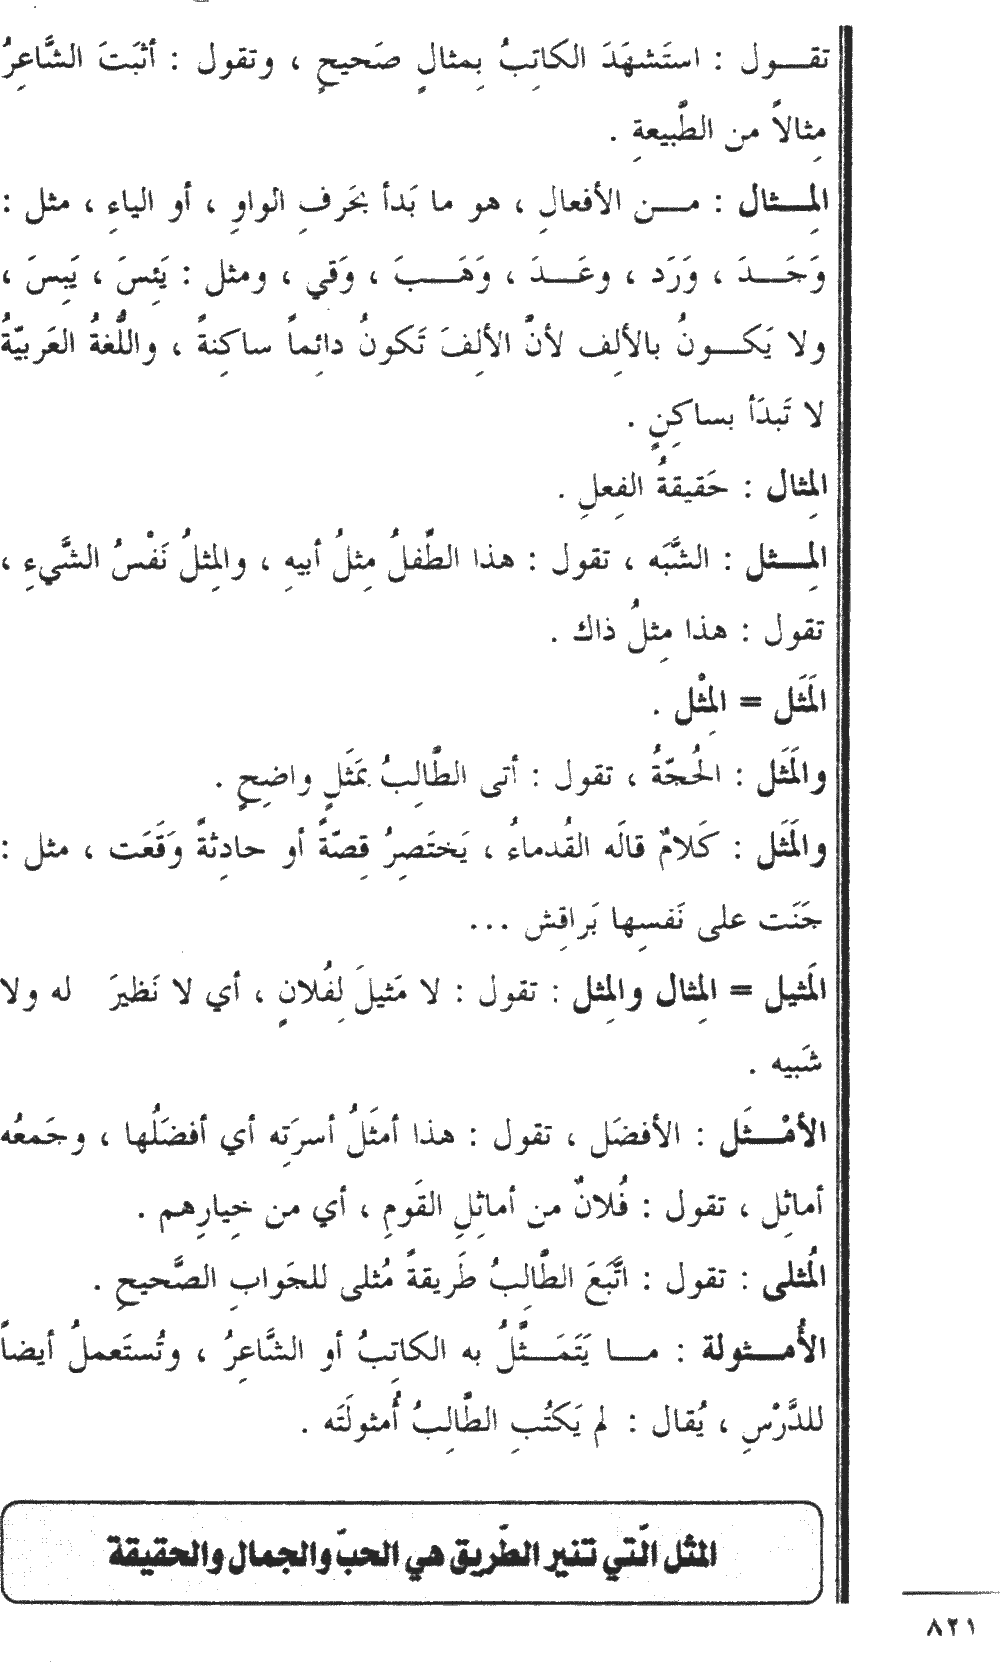 تقول : استَشهَدَ الكاتِبُ بِمثالٍ صَحيحٍ ، وتقول : أثبَتَ الشَّاعِرُ
مِثالاً من الطَّبيعةِ .
المِثال : من الأفعالِ ، هو ما بَدأ بحَرفِ الواوِ ، أو الياءِ ، مثل :
وَجَدَ ، وَرَد ، وعَدَ ، وَهَبَ ، وَقي ، ومثل : يَئِسَ ، يَبِسَ ،
ولا يَكونُ بالألِف لأنَّ الألِفَ تَكونُ دائِماً ساكِنةً ، واللُّغةُ العَربيّةُ
لا تَبدَأ بساكِنٍ .
المِثال : حَقيقةُ الفِعلِ .
المِثل : الشَّبَه ، تقول : هذا الطِّفلُ مِثلُ أبيهِ ، والمِثلُ نَفْسُ الشَّيءِ ،
تقول : هذا مِثلُ ذاك .
المَثَل = المِثْل .
والمَثَل : الحُجّةُ ، تقول : أتى الطَّالِبُ بمَثَلٍ واضِحٍ .
والمَثَل : كَلامٌ قالَه القُدماءُ ، يَختَصِرُ قِصّةً أو حادِثةً وَقَعَت ، مثل :
جَنَت على نَفسِها بَراقِش ...
المَثيل = المِثال والمِثل : تقول : لا مَثيلَ لِفُلانٍ ، أي لا نَظيرَ له ولا
شَبيه .
الأمْثَل : الأفضَل ، تقول : هذا أمثَلُ أسرَتِه أي أفضَلُها ، وجَمعُه
أماثِل ، تقول : فُلانٌ من أماثِلِ القَومِ ، أي من خِيارِهم .
المُثلى : تقول : اتَّبَعَ الطَّالِبُ طَريقةً مُثلى للجَوابِ الصَّحيحِ .
الأُمثولة : ما يَتَمَثَّلُ به الكاتِبُ أو الشَّاعِرُ ، وتُستَعملُ أيضاً
للدَّرْسِ ، يُقال : لم يَكتُبِ الطَّالِبُ أُمثولَتَه .
المثل الّتي تنير الطّريق هي الحبّ والجمال والحقيقة
٨٢١